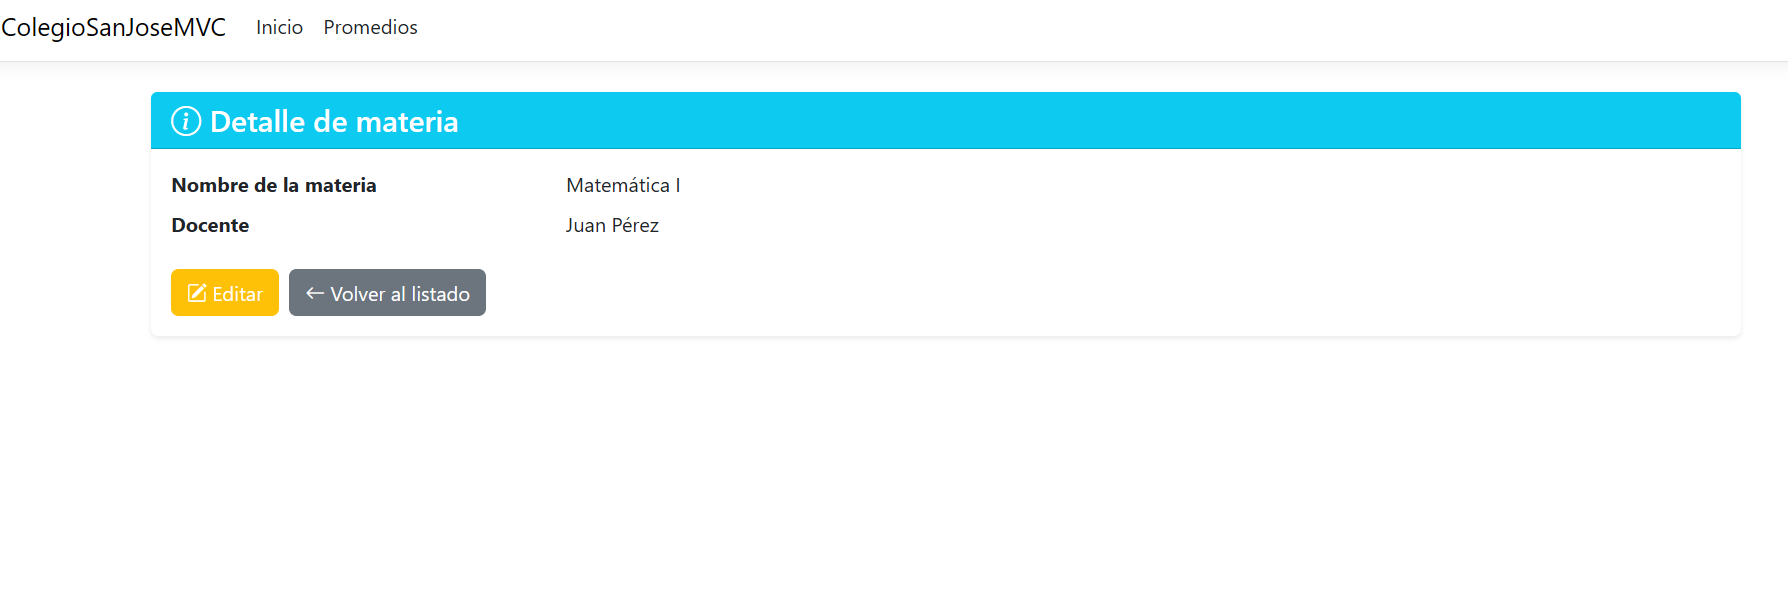 ColegioSanJoseMVC Inicio Promedios
Detalle de materia
Nombre de la materia Matemática I
Docente Juan Pérez
Editar Volver al listado